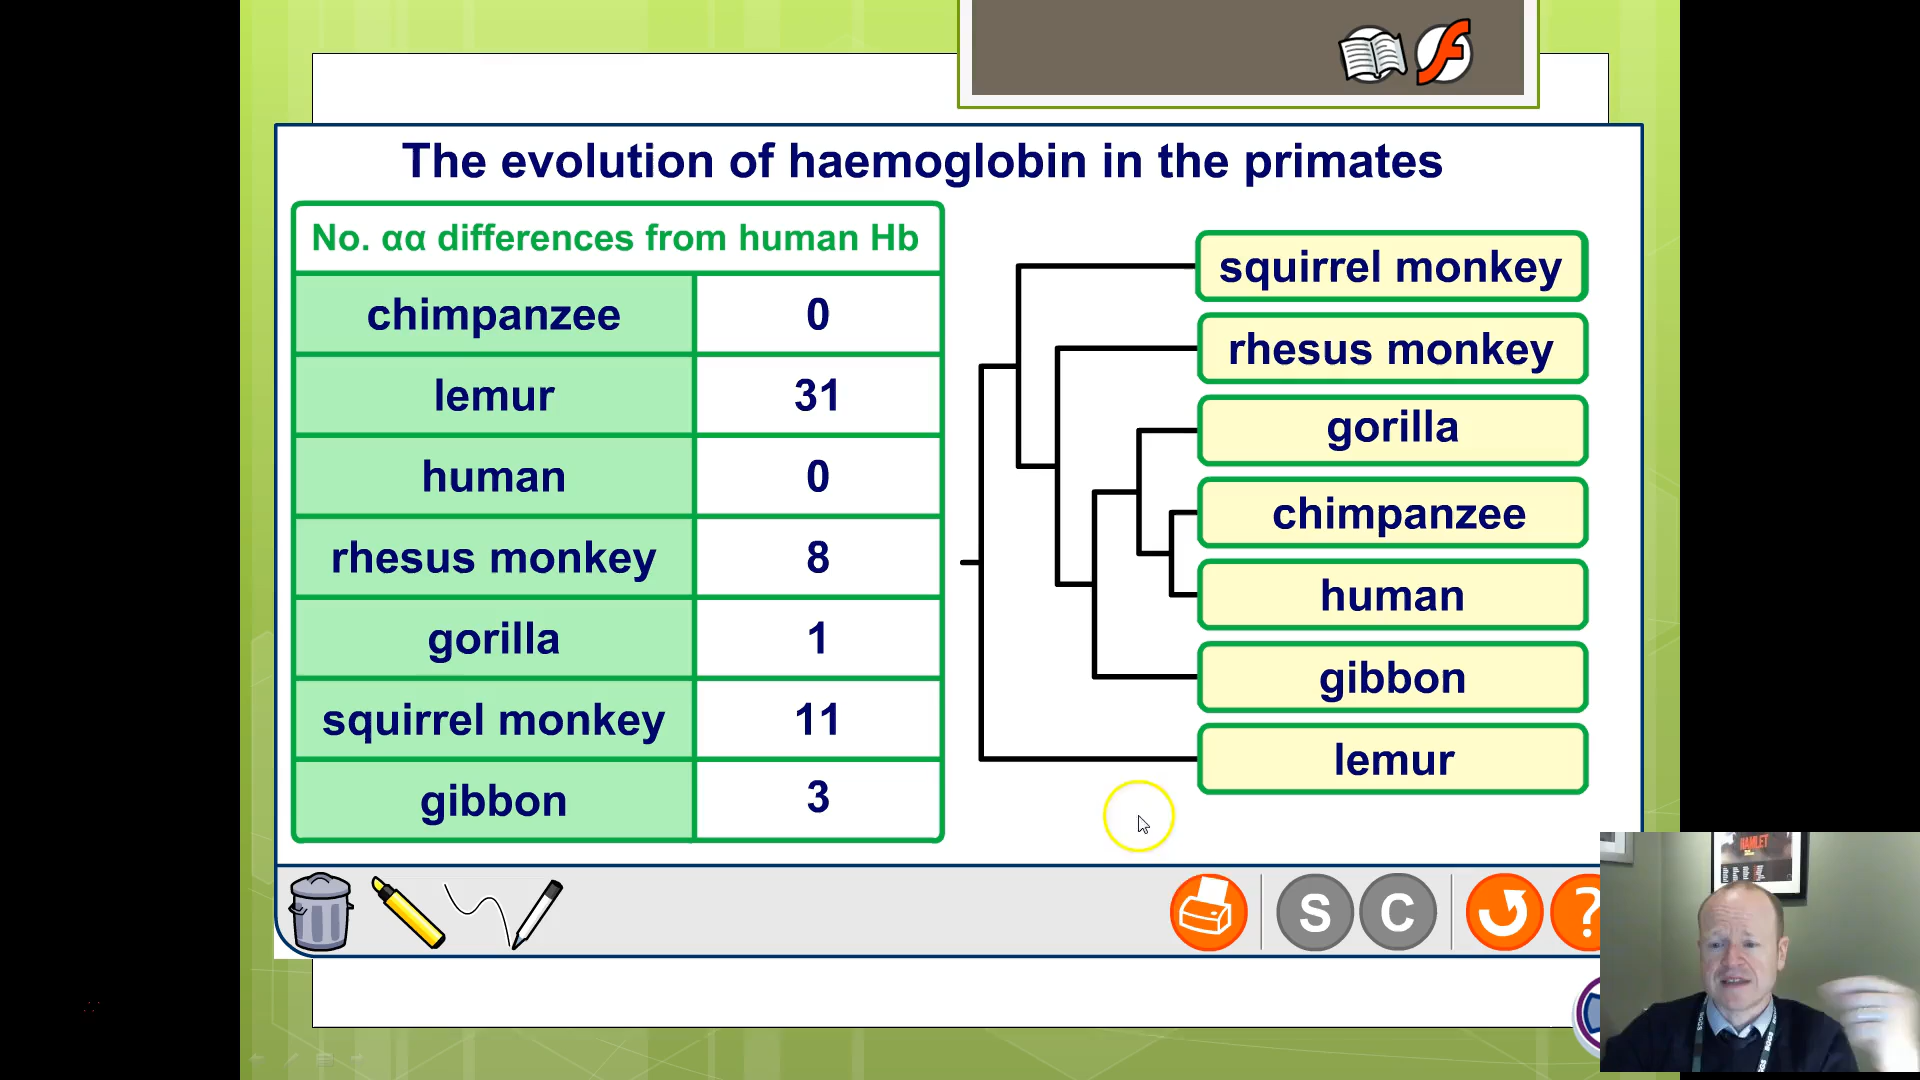 The evolution of haemoglobin in the primates
No. αα differences from human Hb
chimpanzee 0
lemur 31
human 0
rhesus monkey 8
gorilla 1
squirrel monkey 11
gibbon 3
squirrel monkey
rhesus monkey
gorilla
chimpanzee
human
gibbon
lemur
S C ?
HAMLET